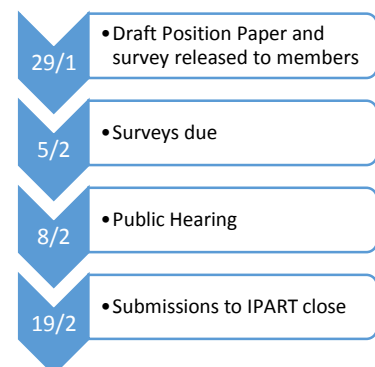 29/1
•Draft Position Paper and
survey released to members
5/2
•Surveys due
8/2
•Public Hearing
19/2
•Submissions to IPART close